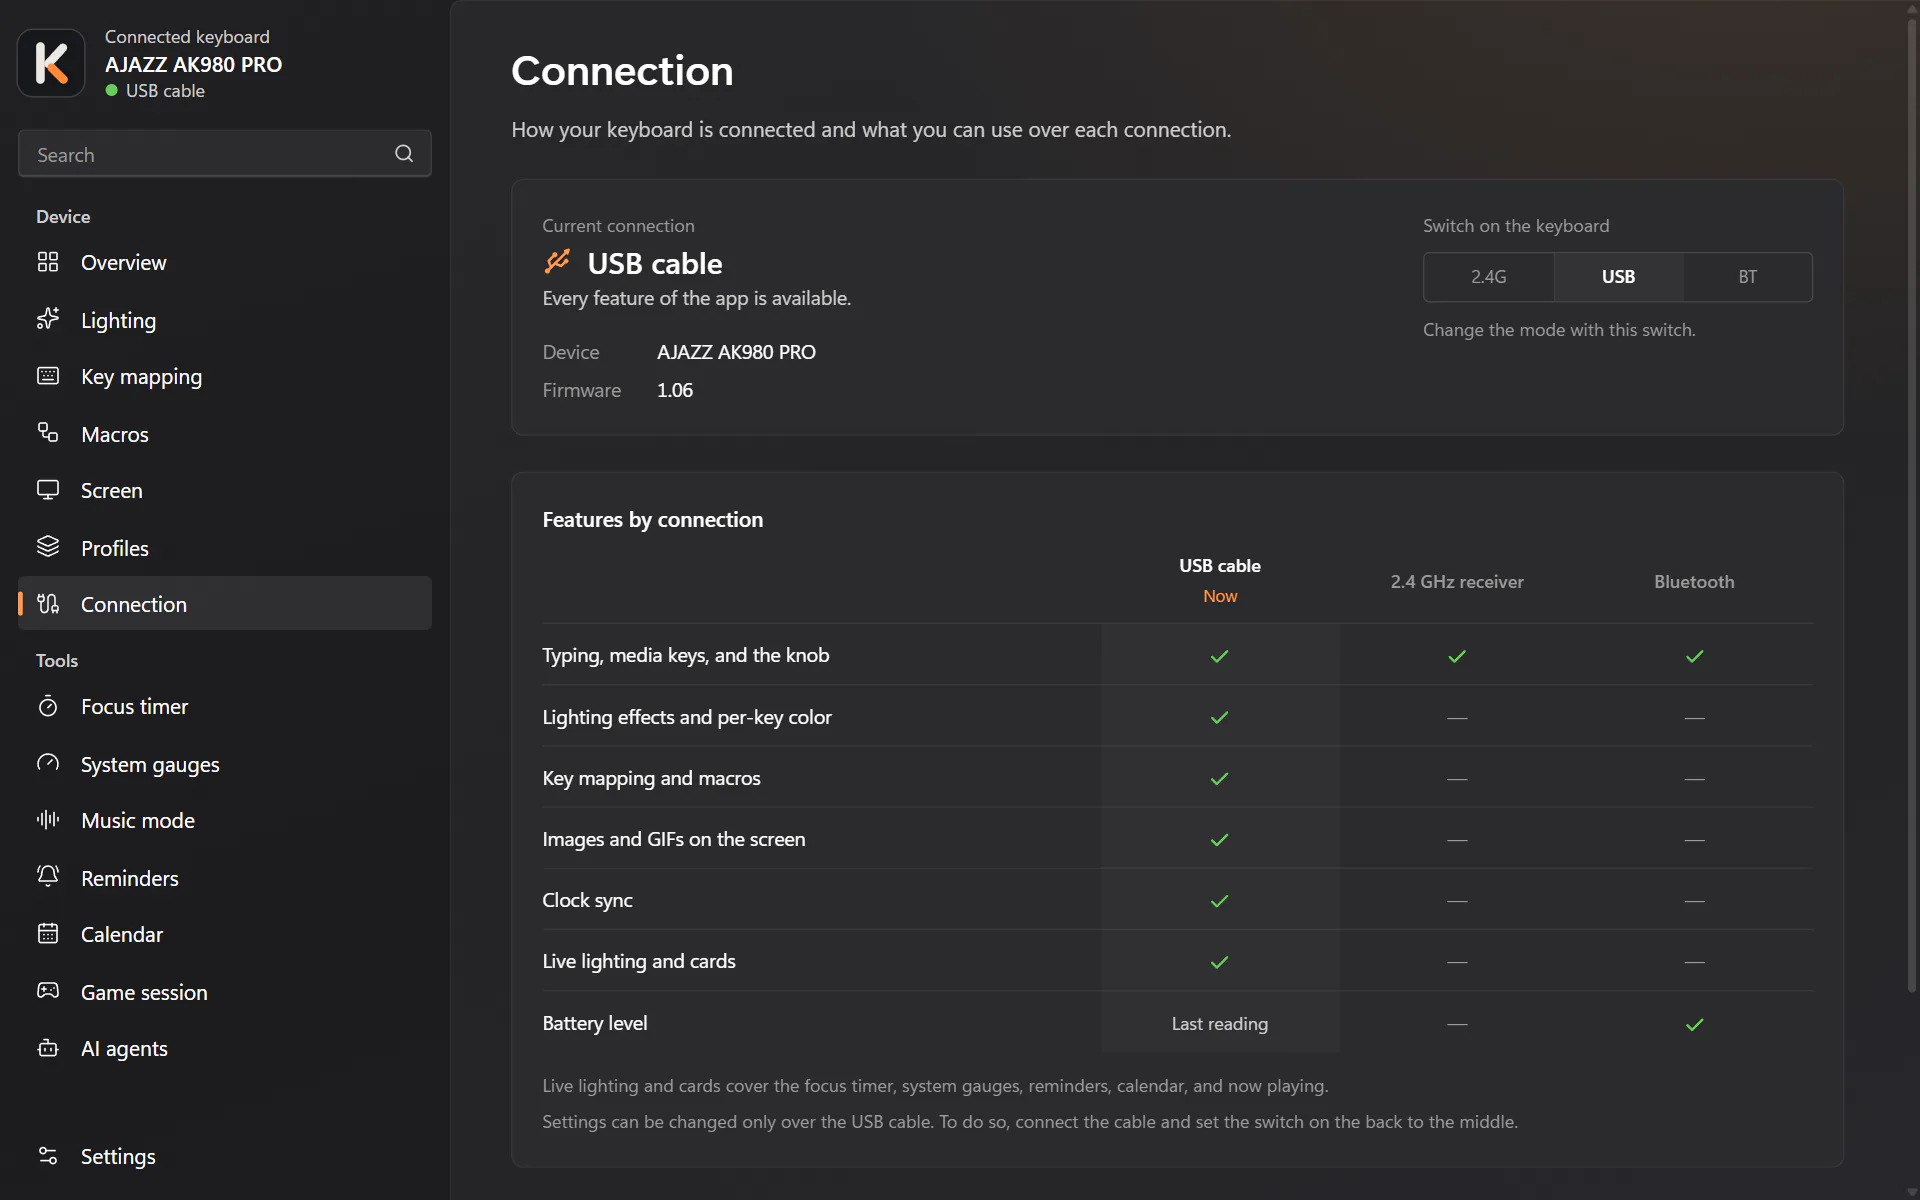 Connected keyboard
AJAZZ AK980 PRO
USB cable
Search
Device
Overview
Lighting
Key mapping
Macros
Screen
Profiles
Connection
Tools
Focus timer
System gauges
Music mode
Reminders
Calendar
Game session
AI agents
Settings
Connection
How your keyboard is connected and what you can use over each connection.
Current connection
USB cable
Every feature of the app is available.
Device AJAZZ AK980 PRO
Firmware 1.06
Switch on the keyboard
2.4G USB BT
Change the mode with this switch.
Features by connection
USB cable
Now
2.4 GHz receiver
Bluetooth
Typing, media keys, and the knob
Lighting effects and per-key color
Key mapping and macros
Images and GIFs on the screen
Clock sync
Live lighting and cards
Battery level Last reading
Live lighting and cards cover the focus timer, system gauges, reminders, calendar, and now playing.
Settings can be changed only over the USB cable. To do so, connect the cable and set the switch on the back to the middle.